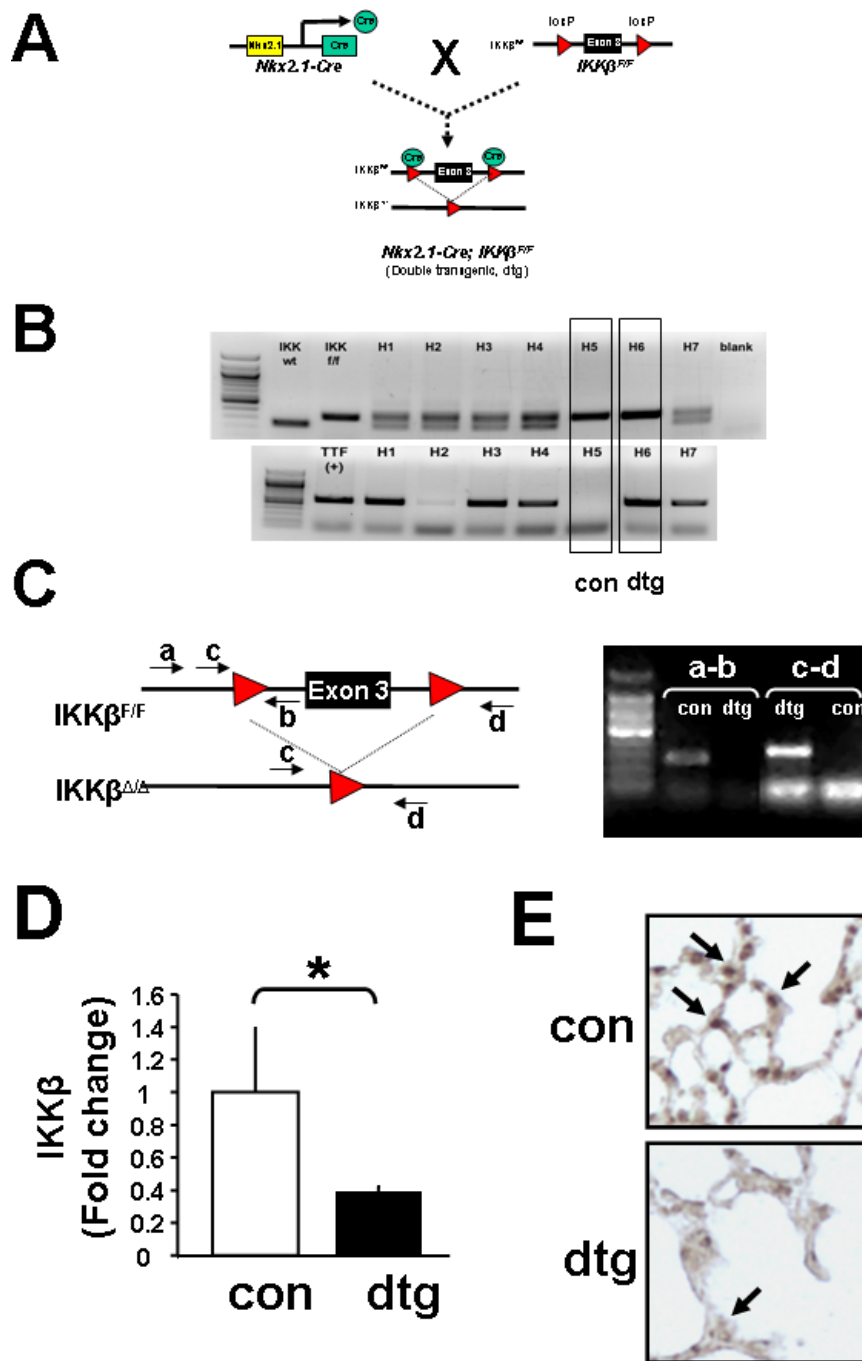 A
Cre
loxP loxP
Nkx2.1 Cre
Exon 3
Nkx2.1-Cre
X
IKKβF/F
IKKβF/F
Cre Cre
Exon 3
Nkx2.1-Cre; IKKβF/F
(Double transgenic, dtg)
B
IKK wt IKK f/f H1 H2 H3 H4 H5 H6 H7 blank
TTF (+) H1 H2 H3 H4 H5 H6 H7
con dtg
C
a c
Exon 3
b d
IKKβF/F
c
IKKβΔ/Δ
d
a-b c-d
con dtg dtg con
D
*
IKKβ
(Fold change)
1.6
1.4
1.2
1
0.8
0.6
0.4
0.2
0
con dtg
E
con
dtg